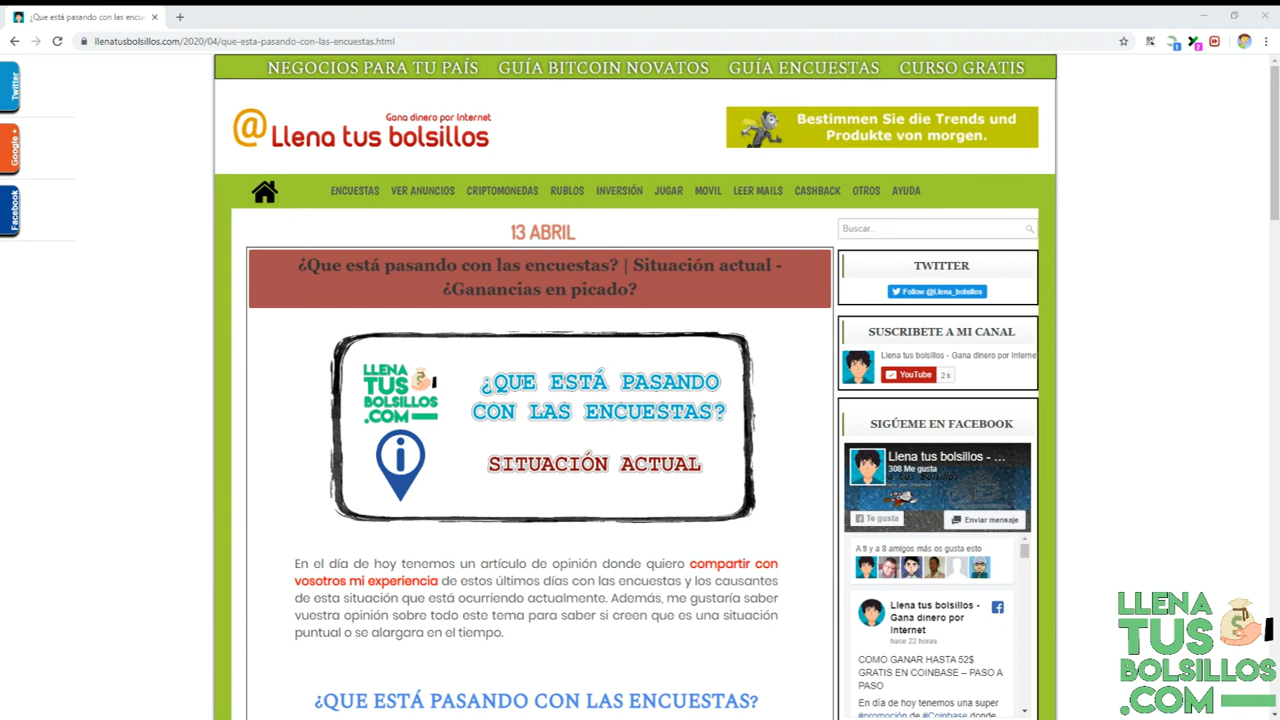 ¿Que está pasando con las encue
llenatusbolsillos.com/2020/04/que-esta-pasando-con-las-encuestas.html
Twitter
Google +
Facebook
NEGOCIOS PARA TU PAÍS GUÍA BITCOIN NOVATOS GUÍA ENCUESTAS CURSO GRATIS
Gana dinero por Internet
@Llena tus bolsillos
Bestimmen Sie die Trends und
Produkte von morgen.
ENCUESTAS VER ANUNCIOS CRIPTOMONEDAS RUBLOS INVERSIÓN JUGAR MOVIL LEER MAILS CASHBACK OTROS AYUDA
13 ABRIL
¿Que está pasando con las encuestas? | Situación actual -
¿Ganancias en picado?
LLENA
TUS
BOLSILLOS
.COM
¿QUE ESTÁ PASANDO
CON LAS ENCUESTAS?
SITUACIÓN ACTUAL
En el día de hoy tenemos un artículo de opinión donde quiero compartir con
vosotros mi experiencia de estos últimos días con las encuestas y los causantes
de esta situación que está ocurriendo actualmente. Además, me gustaría saber
vuestra opinión sobre todo este tema para saber si creen que es una situación
puntual o se alargara en el tiempo.
¿QUE ESTÁ PASANDO CON LAS ENCUESTAS?
Buscar...
TWITTER
Follow @Llena_bolsillos
SUSCRIBETE A MI CANAL
Llena tus bolsillos - Gana dinero por Interne
YouTube 2 k
SIGÚEME EN FACEBOOK
Llena tus bolsillos - ...
308 Me gusta
Te gusta Enviar mensaje
A ti y a 8 amigos más os gusta esto
Llena tus bolsillos -
Gana dinero por
Internet
hace 22 horas
COMO GANAR HASTA 52$
GRATIS EN COINBASE – PASO A
PASO
En día de hoy tenemos una super
#promoción de #Coinbase donde
LLENA
TUS
BOLSILLOS
.COM